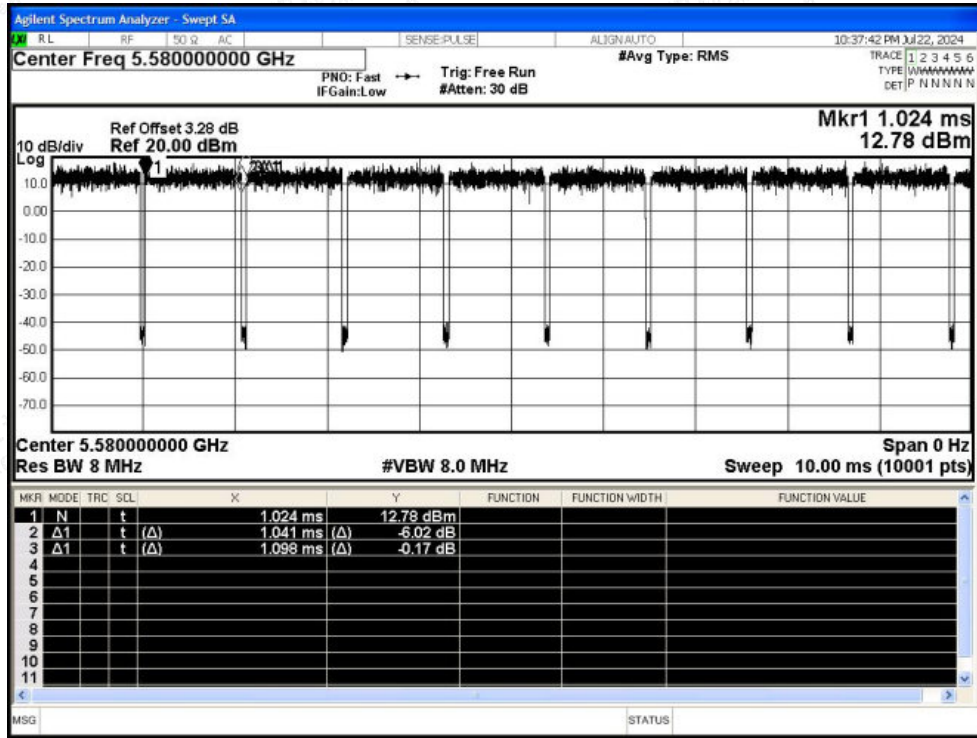 Agilent Spectrum Analyzer - Swept SA
RL RF 50 Ω AC SENSE:PULSE ALIGN AUTO 10:37:42 PM Jul 22, 2024
Center Freq 5.580000000 GHz #Avg Type: RMS TRACE 1 2 3 4 5 6
PNO: Fast Trig: Free Run TYPE
IFGain:Low #Atten: 30 dB DET P N N N N N
Mkr1 1.024 ms
Ref Offset 3.28 dB
10 dB/div Ref 20.00 dBm 12.78 dBm
Log
1
10.0
0.00
-10.0
-20.0
-30.0
-40.0
-50.0
-60.0
-70.0
Center 5.580000000 GHz Span 0 Hz
Res BW 8 MHz #VBW 8.0 MHz Sweep 10.00 ms (10001 pts)
MKR MODE TRC SCL X Y FUNCTION FUNCTION WIDTH FUNCTION VALUE
1 N t 1.024 ms 12.78 dBm
2 Δ1 t (Δ) 1.041 ms (Δ) -6.02 dB
3 Δ1 t (Δ) 1.098 ms (Δ) -0.17 dB
4
5
6
7
8
9
10
11
MSG STATUS